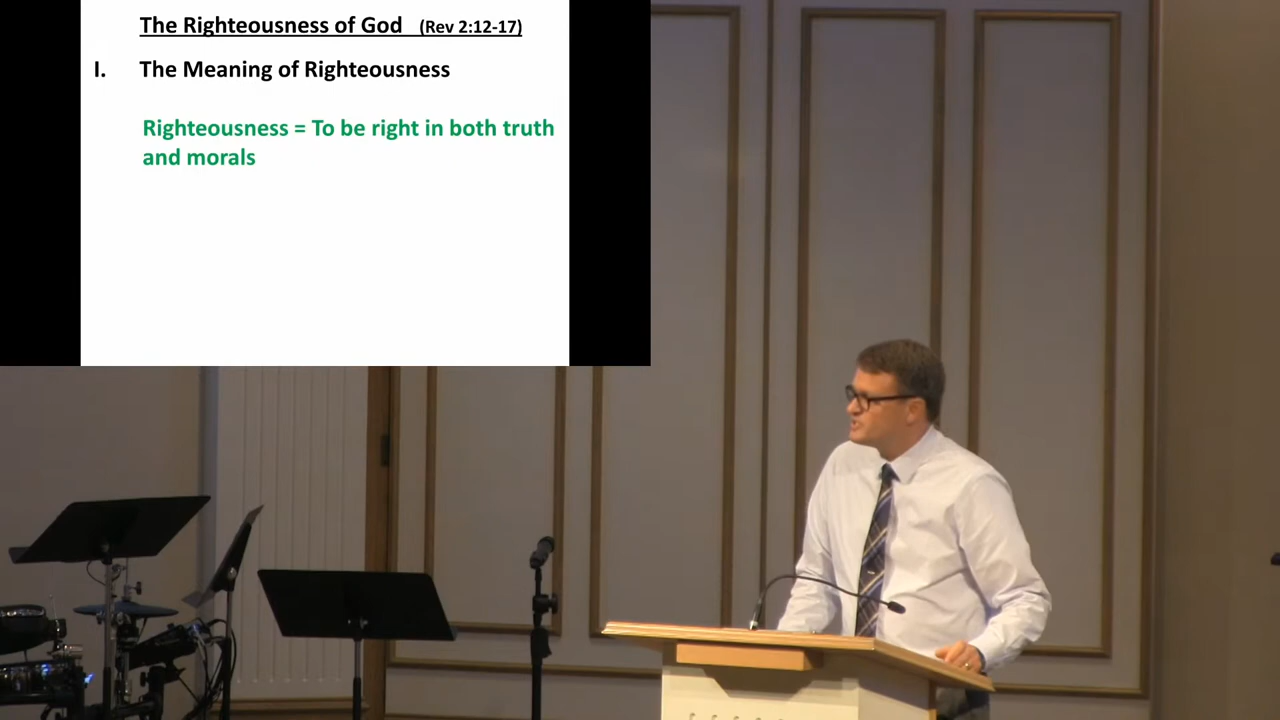 The Righteousness of God (Rev 2:12-17)
I. The Meaning of Righteousness
Righteousness = To be right in both truth
and morals